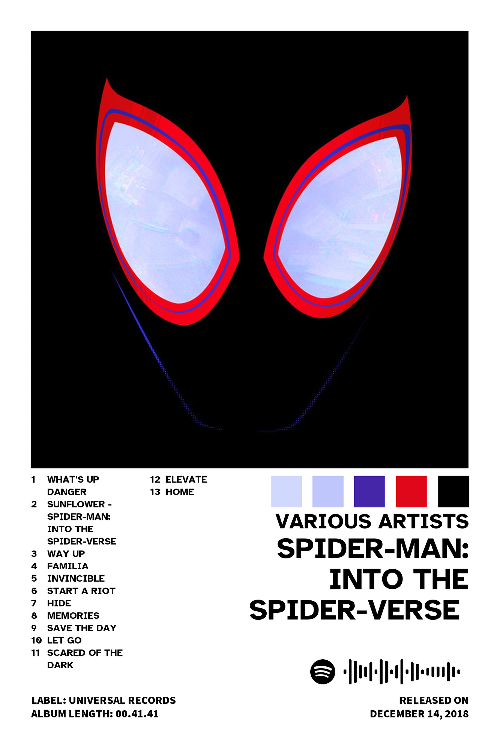 1 WHAT'S UP
DANGER
2 SUNFLOWER -
SPIDER-MAN:
INTO THE
SPIDER-VERSE
3 WAY UP
4 FAMILIA
5 INVINCIBLE
6 START A RIOT
7 HIDE
8 MEMORIES
9 SAVE THE DAY
10 LET GO
11 SCARED OF THE
DARK
12 ELEVATE
13 HOME
VARIOUS ARTISTS
SPIDER-MAN:
INTO THE
SPIDER-VERSE
LABEL: UNIVERSAL RECORDS
ALBUM LENGTH: 00.41.41
RELEASED ON
DECEMBER 14, 2018